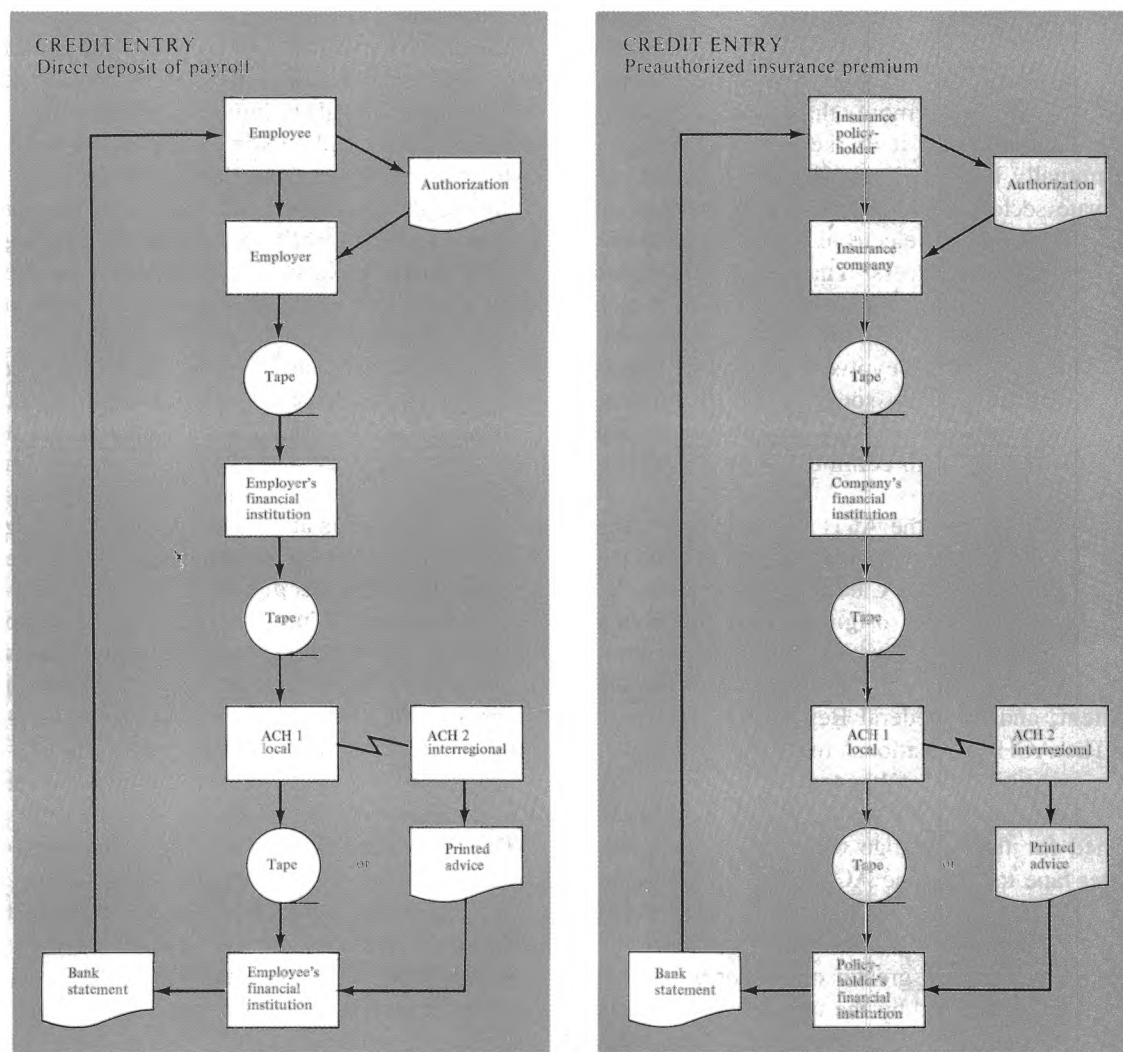 CREDIT ENTRY
Direct deposit of payroll
Employee
Authorization
Employer
Tape
Employer's
financial
institution
Tape
ACH 1
local
ACH 2
interregional
Tape
or
Printed
advice
Bank
statement
Employee's
financial
institution
CREDIT ENTRY
Preauthorized insurance premium
Insurance
policy-
holder
Authorization
Insurance
company
Tape
Company's
financial
institution
Tape
ACH 1
local
ACH 2
interregional
Tape
or
Printed
advice
Bank
statement
Policy-
holder's
financial
institution